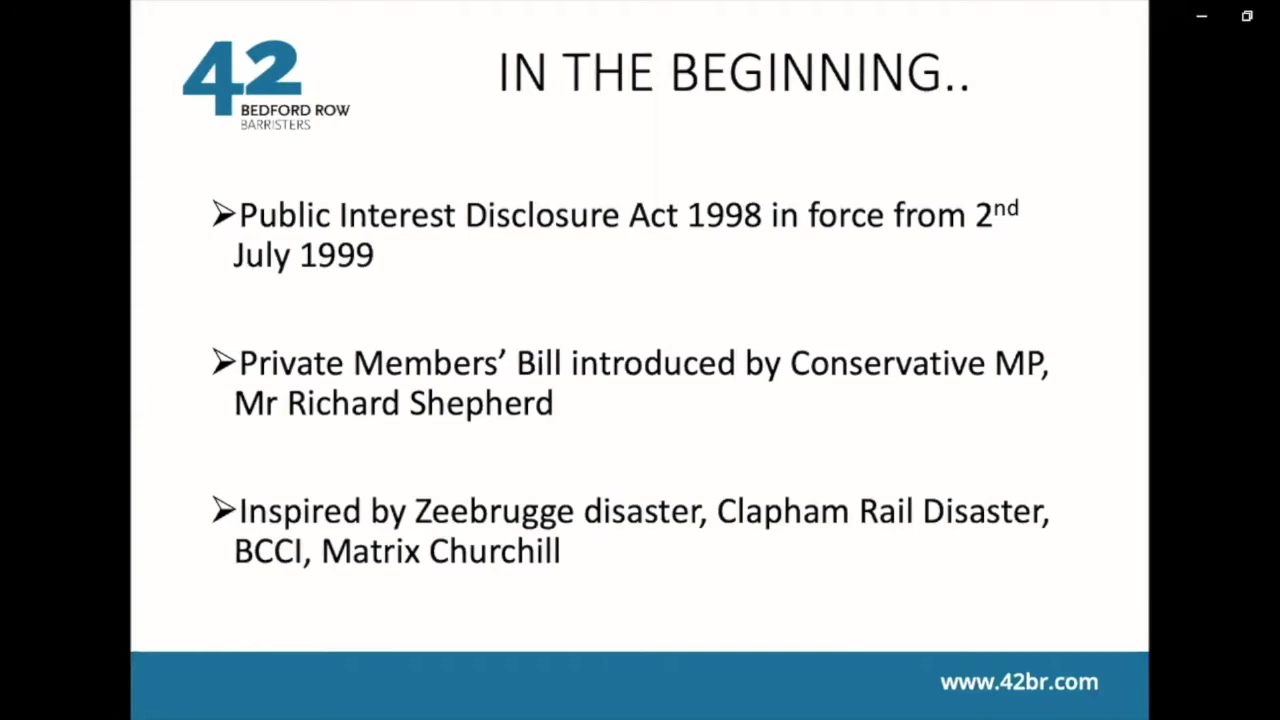 42
BEDFORD ROW
BARRISTERS
IN THE BEGINNING..
➢Public Interest Disclosure Act 1998 in force from 2nd
July 1999
➢Private Members’ Bill introduced by Conservative MP,
Mr Richard Shepherd
➢Inspired by Zeebrugge disaster, Clapham Rail Disaster,
BCCI, Matrix Churchill
www.42br.com